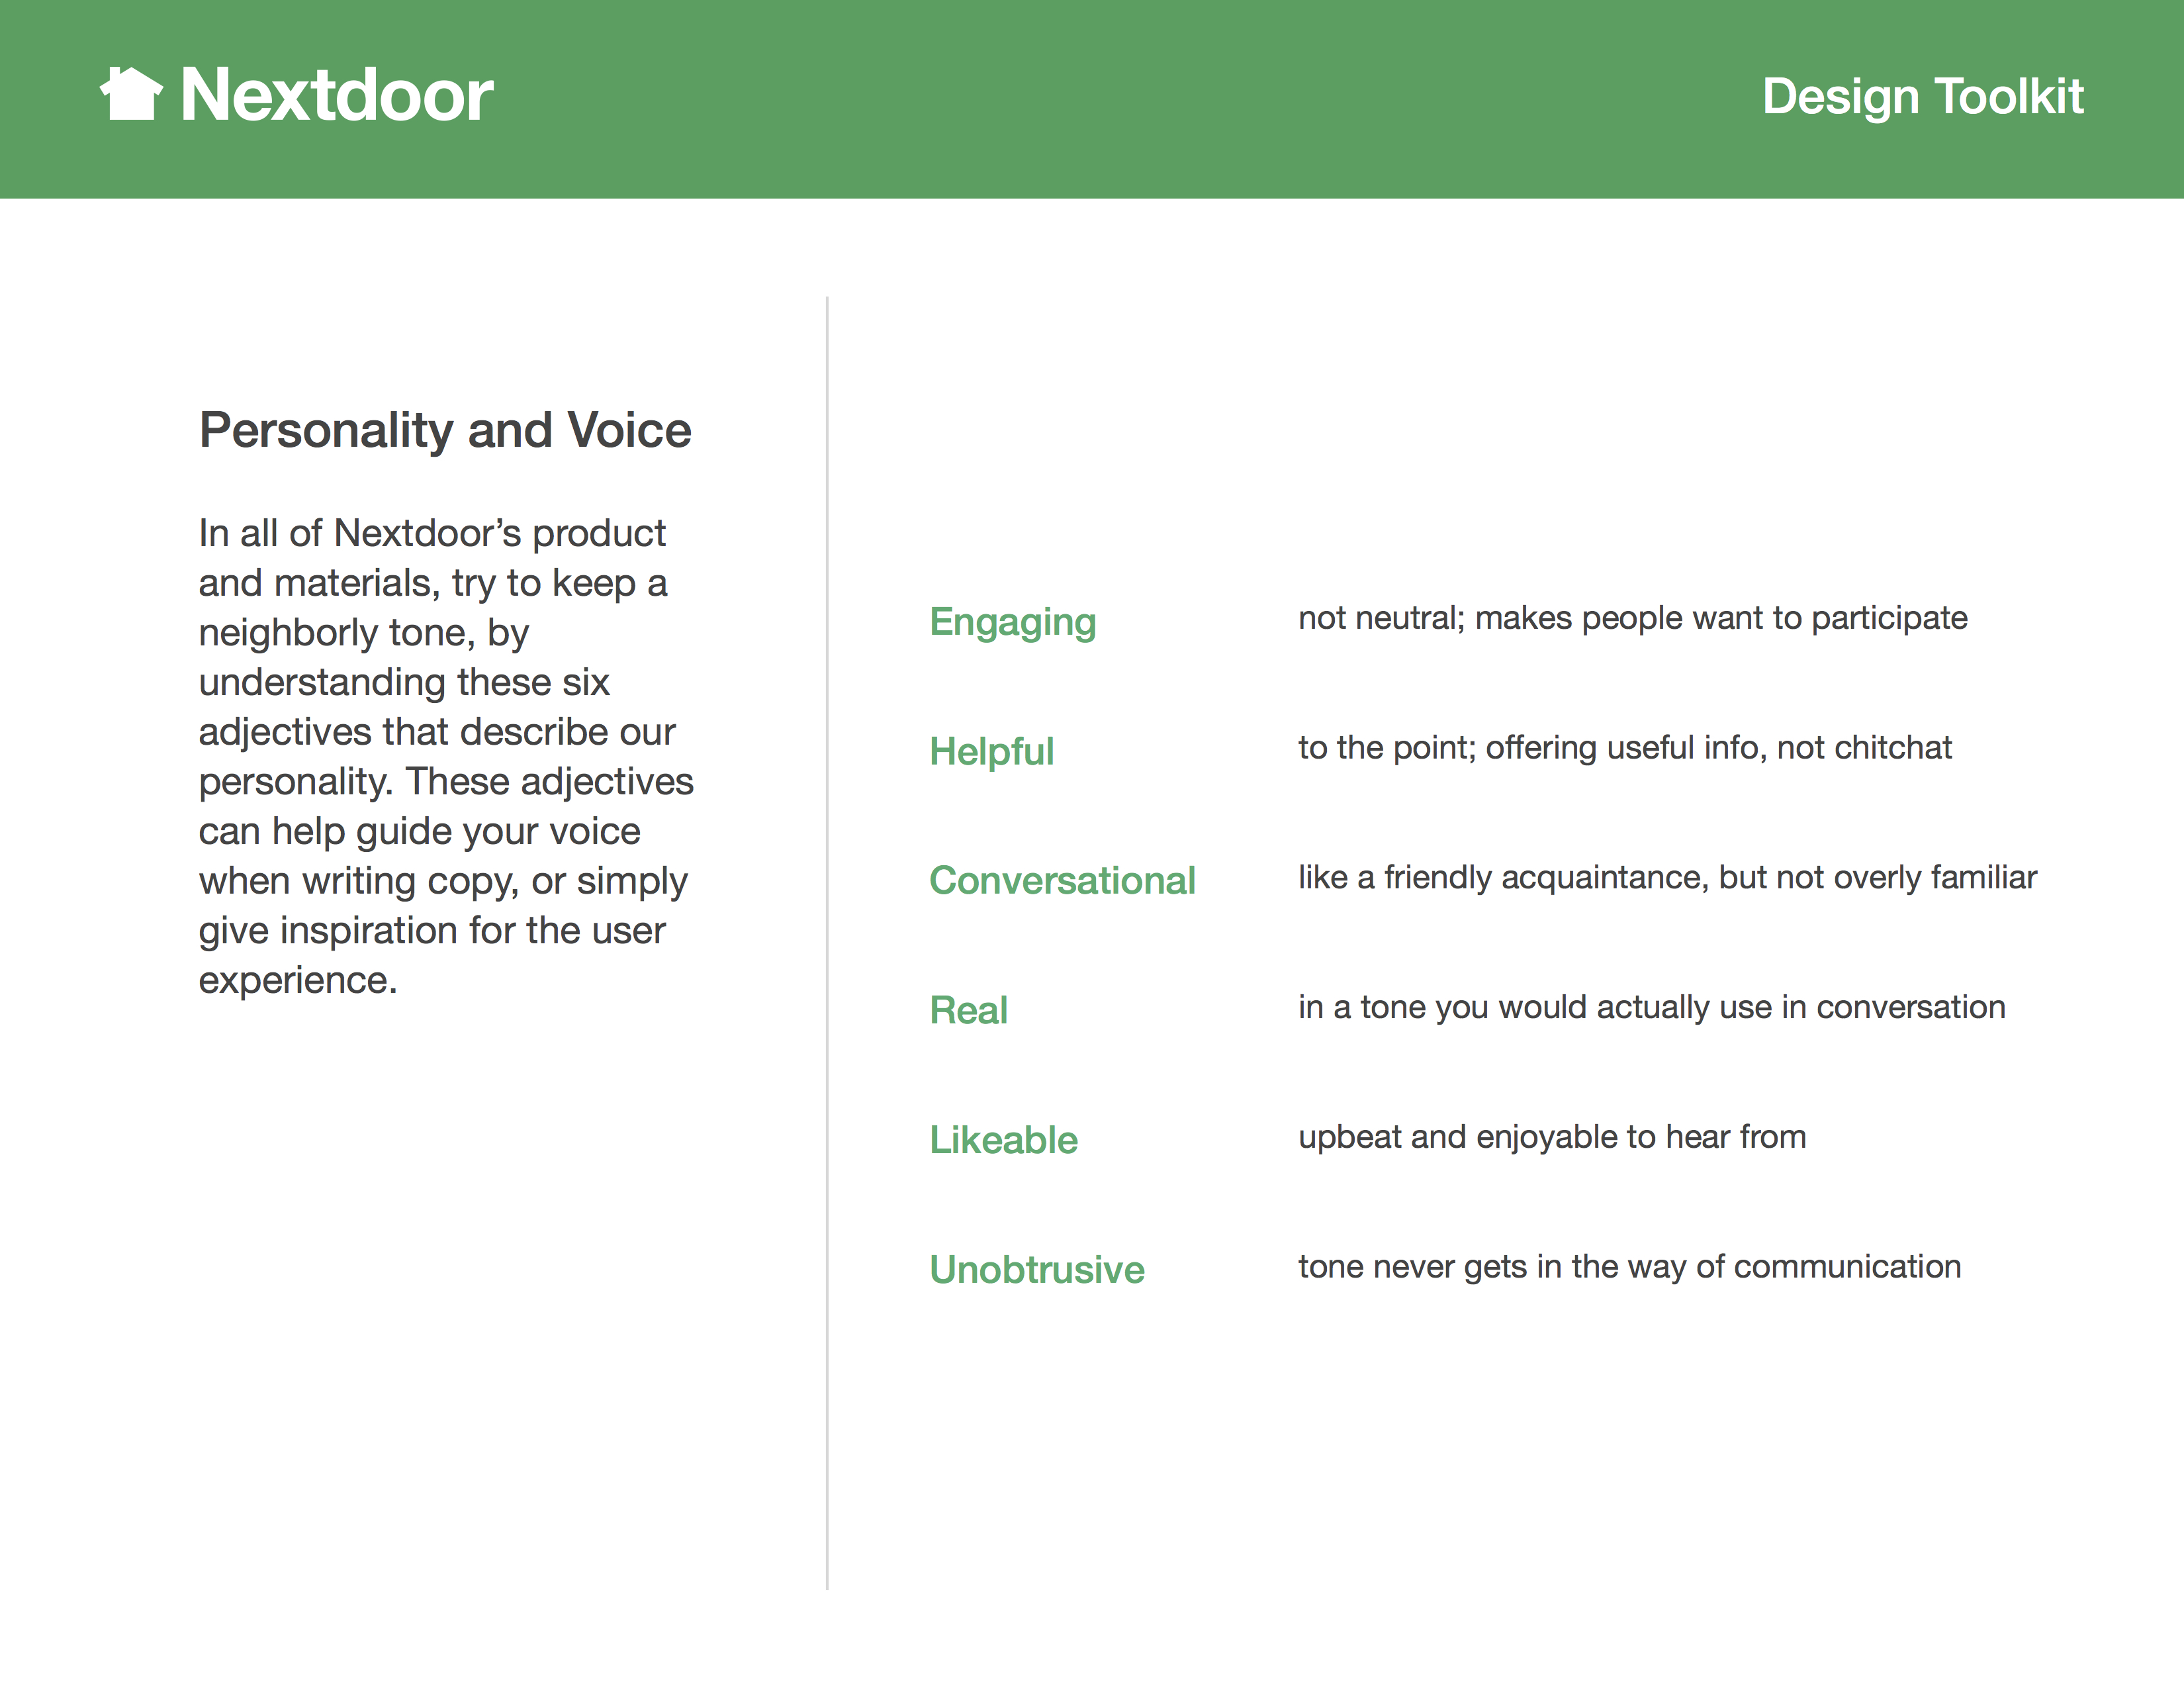 Nextdoor
Design Toolkit
Personality and Voice
In all of Nextdoor’s product
and materials, try to keep a
neighborly tone, by
understanding these six
adjectives that describe our
personality. These adjectives
can help guide your voice
when writing copy, or simply
give inspiration for the user
experience.
Engaging not neutral; makes people want to participate
Helpful to the point; offering useful info, not chitchat
Conversational like a friendly acquaintance, but not overly familiar
Real in a tone you would actually use in conversation
Likeable upbeat and enjoyable to hear from
Unobtrusive tone never gets in the way of communication